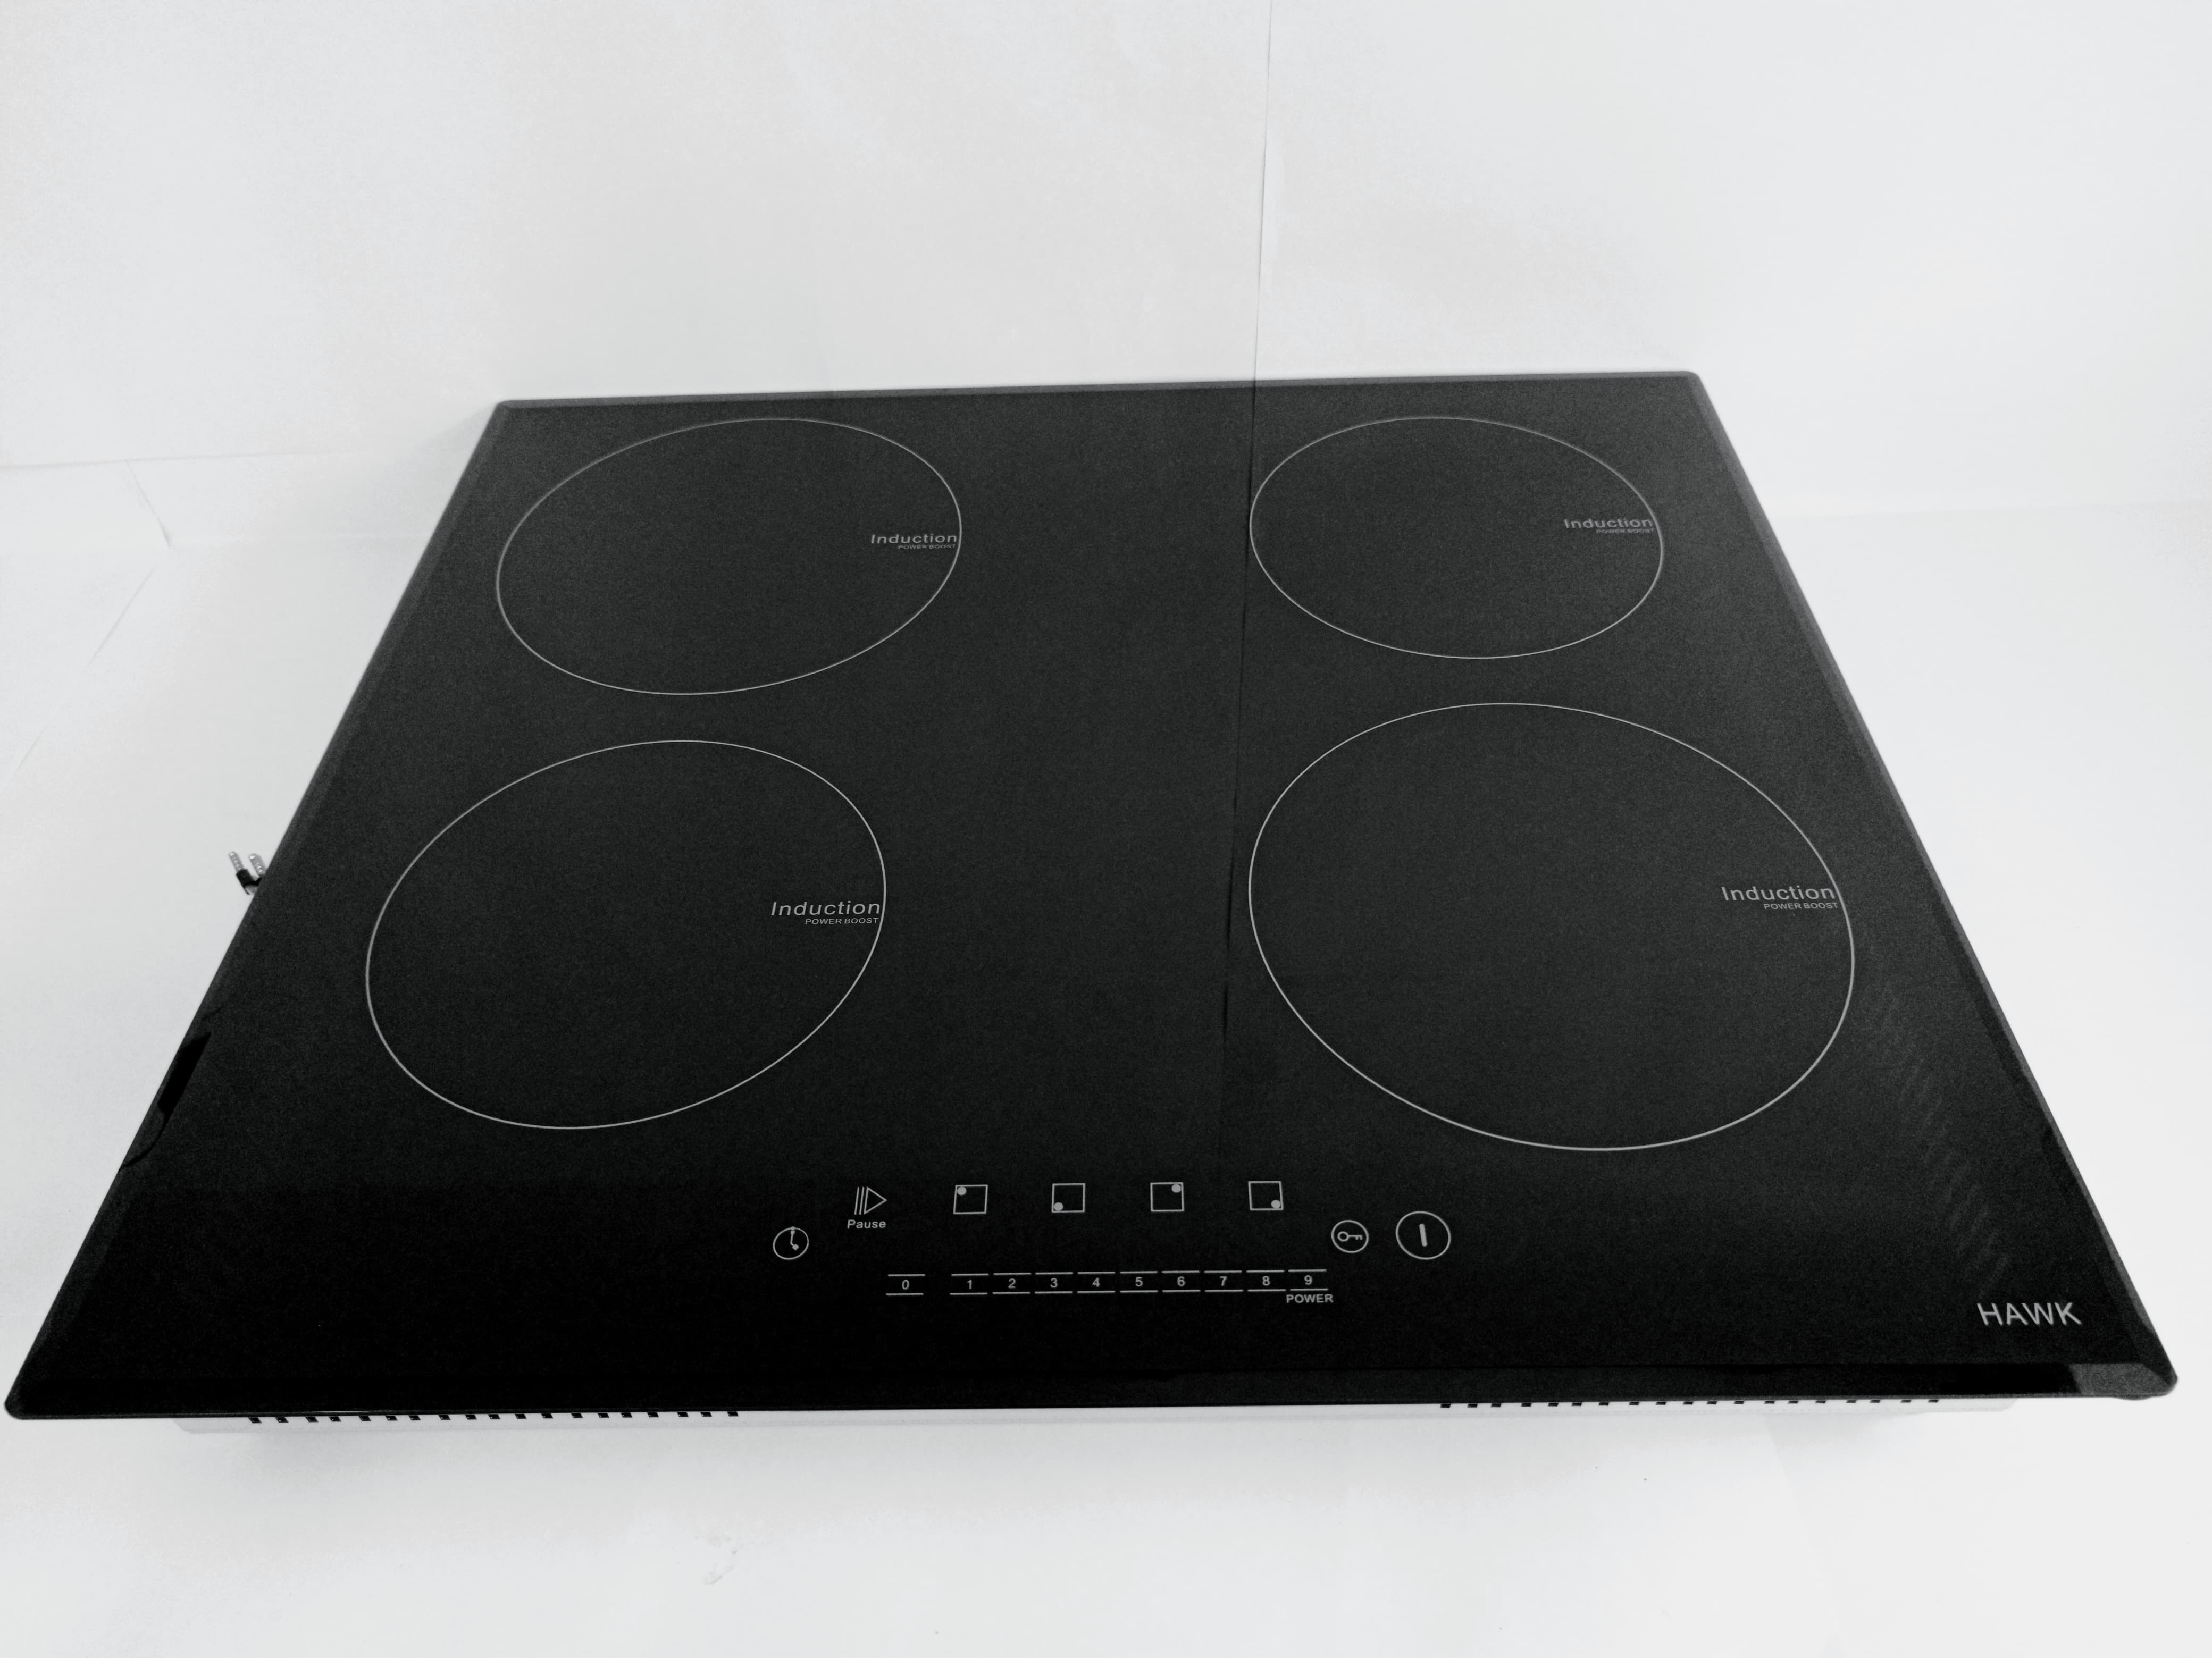 Induction
POWER BOOST
Induction
POWER BOOST
Induction
POWER BOOST
Induction
POWER BOOST
Pause
0 1 2 3 4 5 6 7 8 9
POWER
HAWK